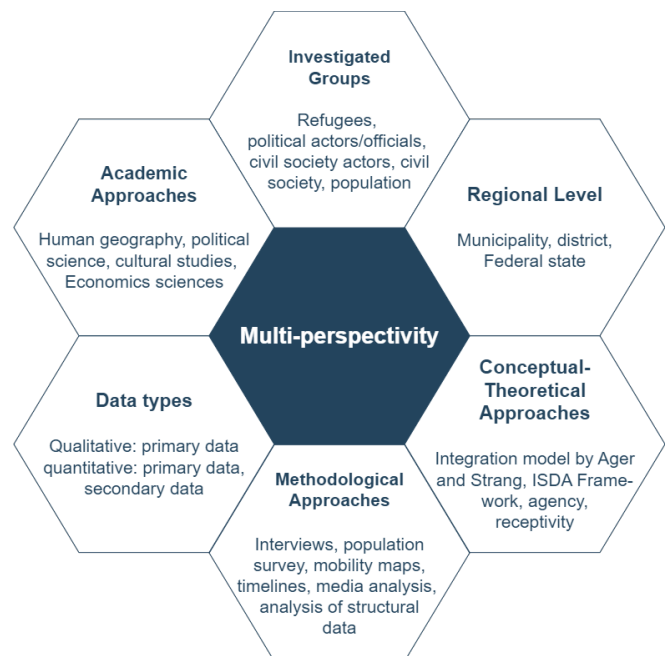 Investigated
Groups
Refugees,
political actors/officials,
civil society actors, civil
society, population
Academic
Approaches
Human geography, political
science, cultural studies,
Economics sciences
Regional Level
Municipality, district,
Federal state
Multi-perspectivity
Data types
Qualitative: primary data
quantitative: primary data,
secondary data
Conceptual-
Theoretical
Approaches
Integration model by Ager
and Strang, ISDA Frame-
work, agency,
receptivity
Methodological
Approaches
Interviews, population
survey, mobility maps,
timelines, media analysis,
analysis of structural
data